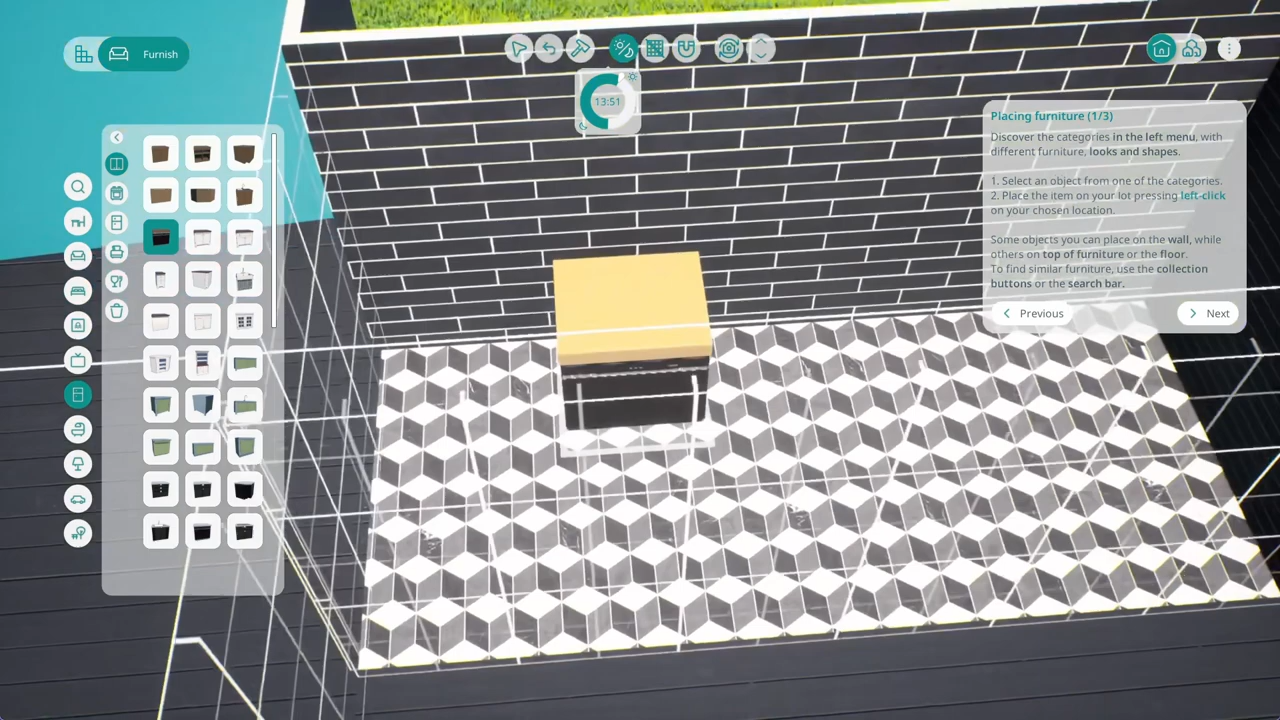 Furnish
13:51
Placing furniture (1/3)
Discover the categories in the left menu, with
different furniture, looks and shapes.
1. Select an object from one of the categories.
2. Place the item on your lot pressing left-click
on your chosen location.
Some objects you can place on the wall, while
others on top of furniture or the floor.
To find similar furniture, use the collection
buttons or the search bar.
Previous
Next